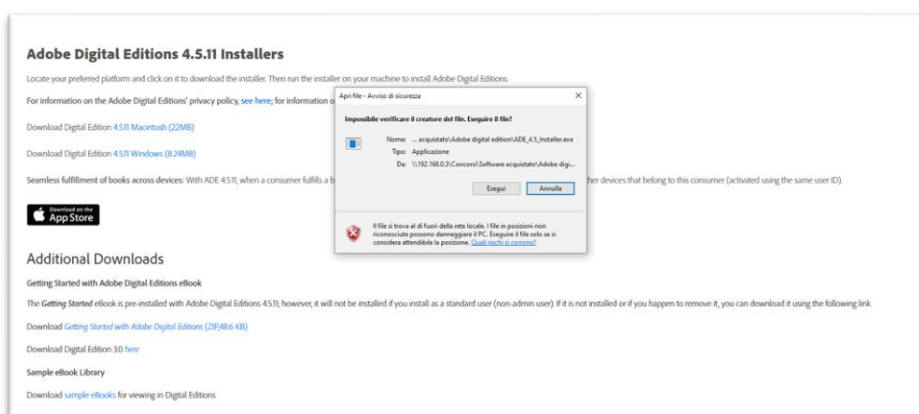 Adobe Digital Editions 4.5.11 Installers
Locate your preferred platform and click on it to download the installer. Then run the installer on your machine to install Adobe Digital Editions.
For information on the Adobe Digital Editions' privacy policy, see here; for information o
Download Digital Edition 4.5.11 Macintosh (22MB)
Download Digital Edition 4.5.11 Windows (8.24MB)
Seamless fulfillment of books across devices: With ADE 4.5.11, when a consumer fulfills a b
her devices that belong to this consumer (activated using the same user ID)
Download on the
App Store
Additional Downloads
Getting Started with Adobe Digital Editions eBook
The Getting Started eBook is pre-installed with Adobe Digital Editions 4.5.11; however, it will not be installed if you install as a standard user (non-admin user). If it is not installed or if you happen to remove it, you can download it using the following link.
Download Getting Started with Adobe Digital Editions (ZIP,48.6 KB)
Download Digital Edition 3.0 here
Sample eBook Library
Download sample eBooks for viewing in Digital Editions
Apri file - Avviso di sicurezza
Impossibile verificare il creatore del file. Eseguire il file?
Nome: ... acquistato\Adobe digital edition\ADE_4.5_Installer.exe
Tipo: Applicazione
Da: \\192.168.0.3\Concorsi\Software acquistato\Adobe digi...
Esegui
Annulla
Il file si trova al di fuori della rete locale. I file in posizioni non
riconosciute possono danneggiare il PC. Eseguire il file solo se si
considera attendibile la posizione. Quali rischi si corrono?